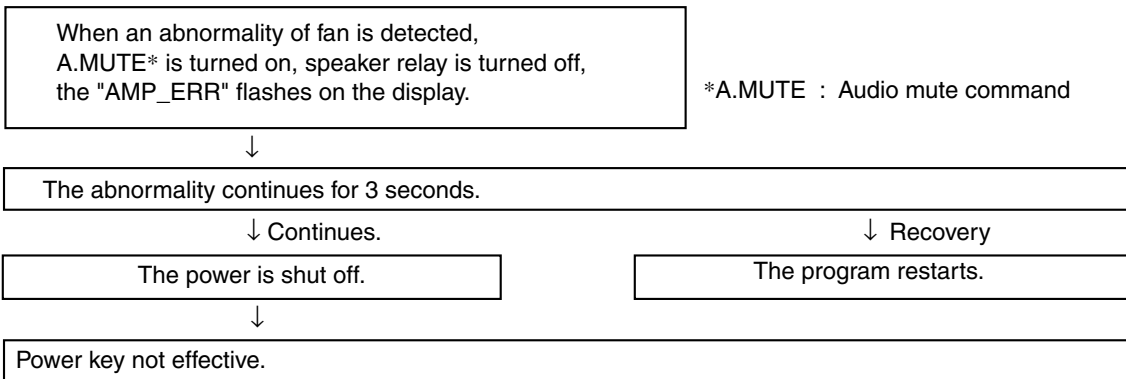 When an abnormality of fan is detected,
A.MUTE* is turned on, speaker relay is turned off,
the "AMP_ERR" flashes on the display.
*A.MUTE : Audio mute command
↓
The abnormality continues for 3 seconds.
↓ Continues.
↓ Recovery
The power is shut off.
The program restarts.
↓
Power key not effective.